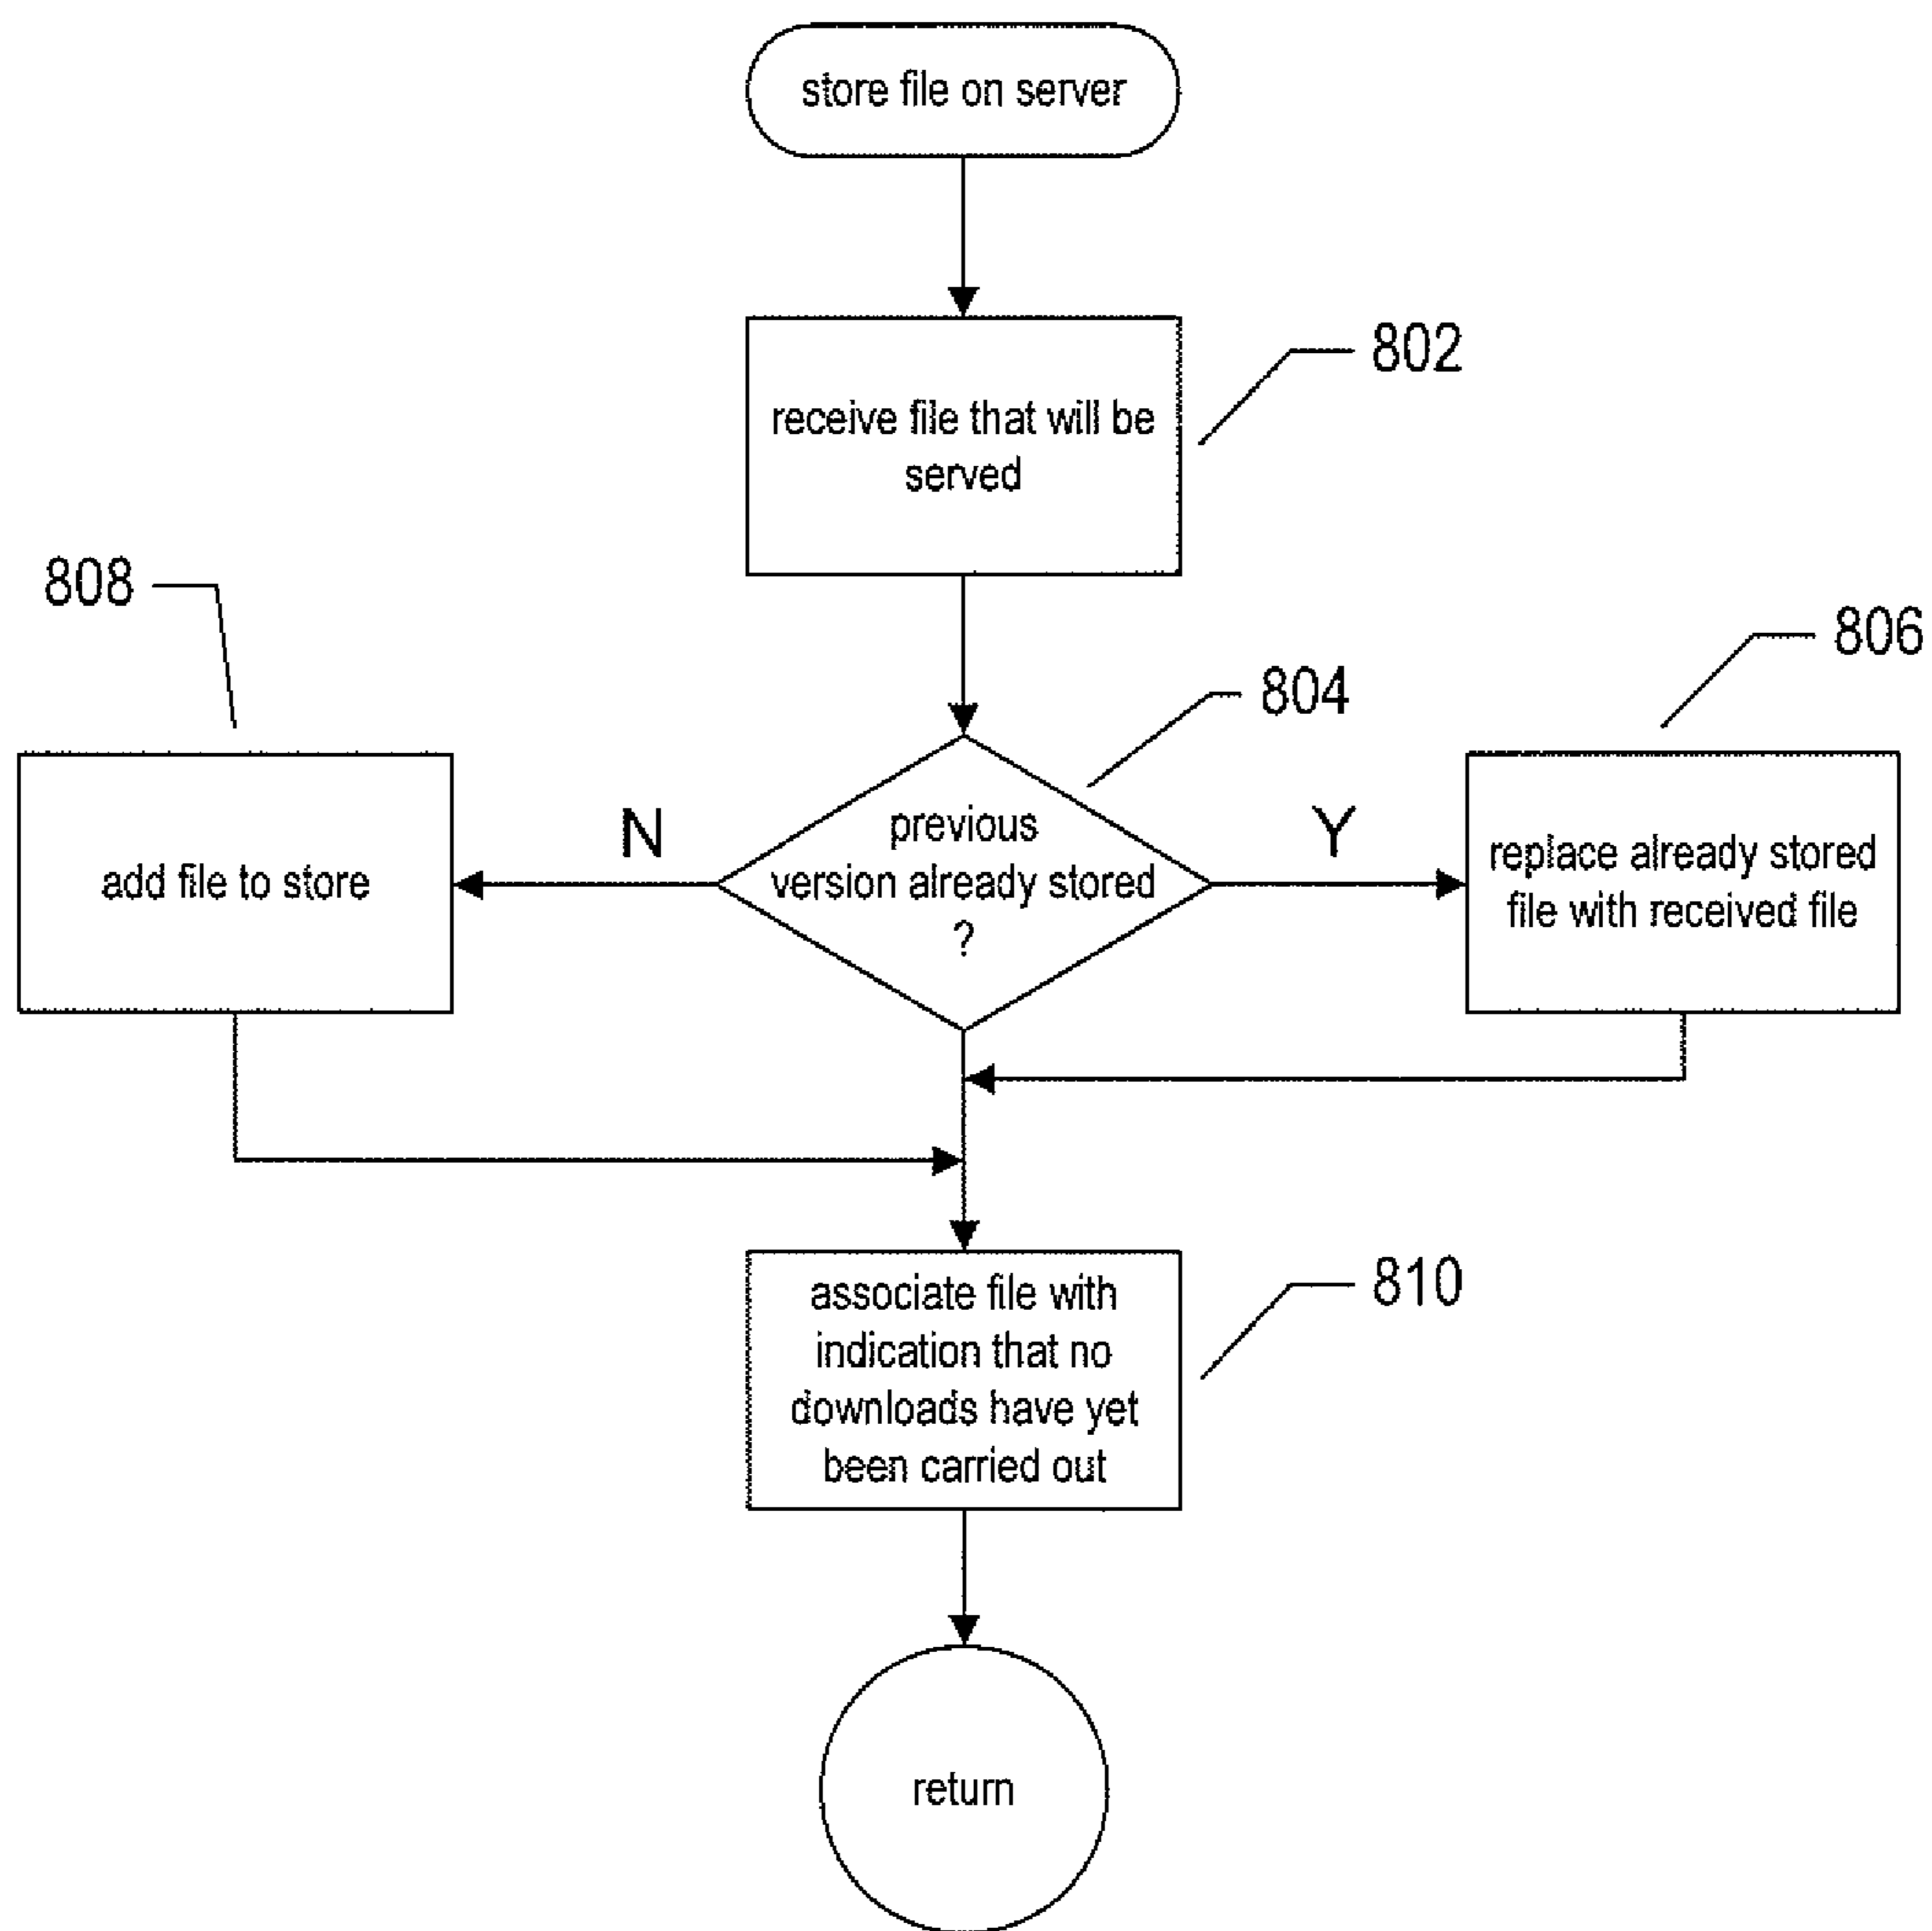 store file on server
802
receive file that will be
served
808
806
804
previous
version already stored
?
N
Y
add file to store
replace already stored
file with received file
810
associate file with
indication that no
downloads have yet
been carried out
return